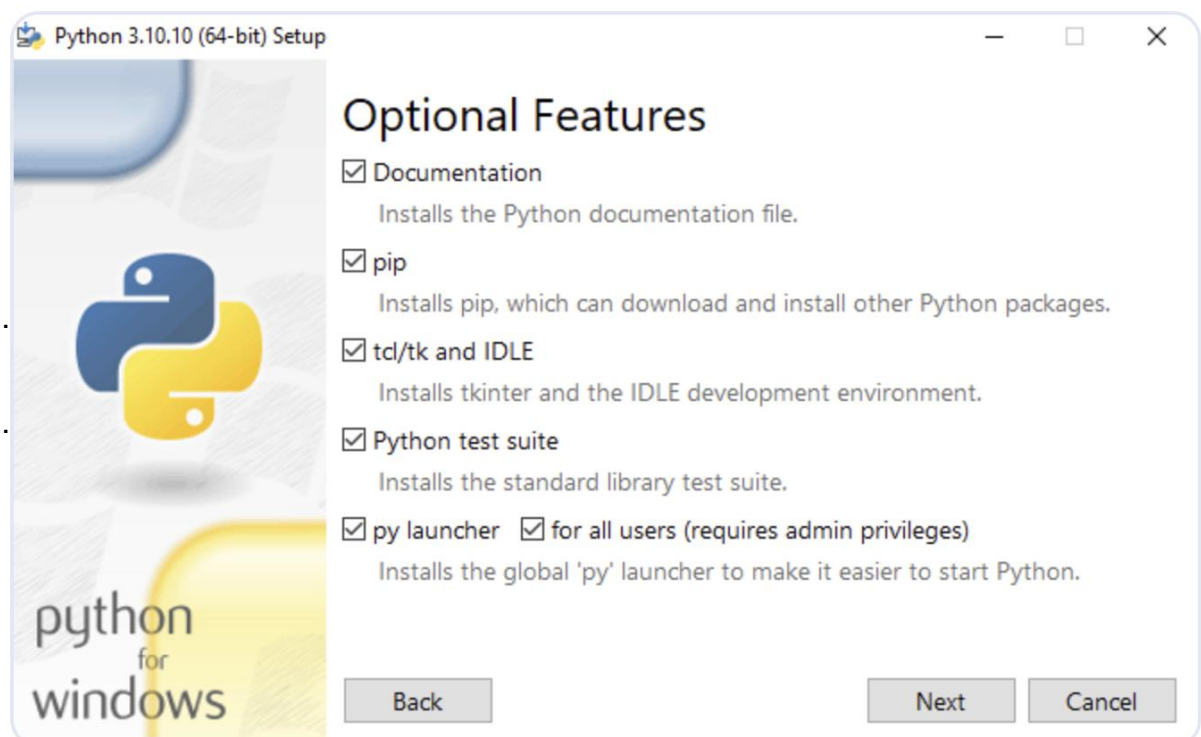 Python 3.10.10 (64-bit) Setup
Optional Features
Documentation
Installs the Python documentation file.
pip
Installs pip, which can download and install other Python packages.
tcl/tk and IDLE
Installs tkinter and the IDLE development environment.
Python test suite
Installs the standard library test suite.
py launcher for all users (requires admin privileges)
Installs the global 'py' launcher to make it easier to start Python.
python
for
windows
Back Next Cancel